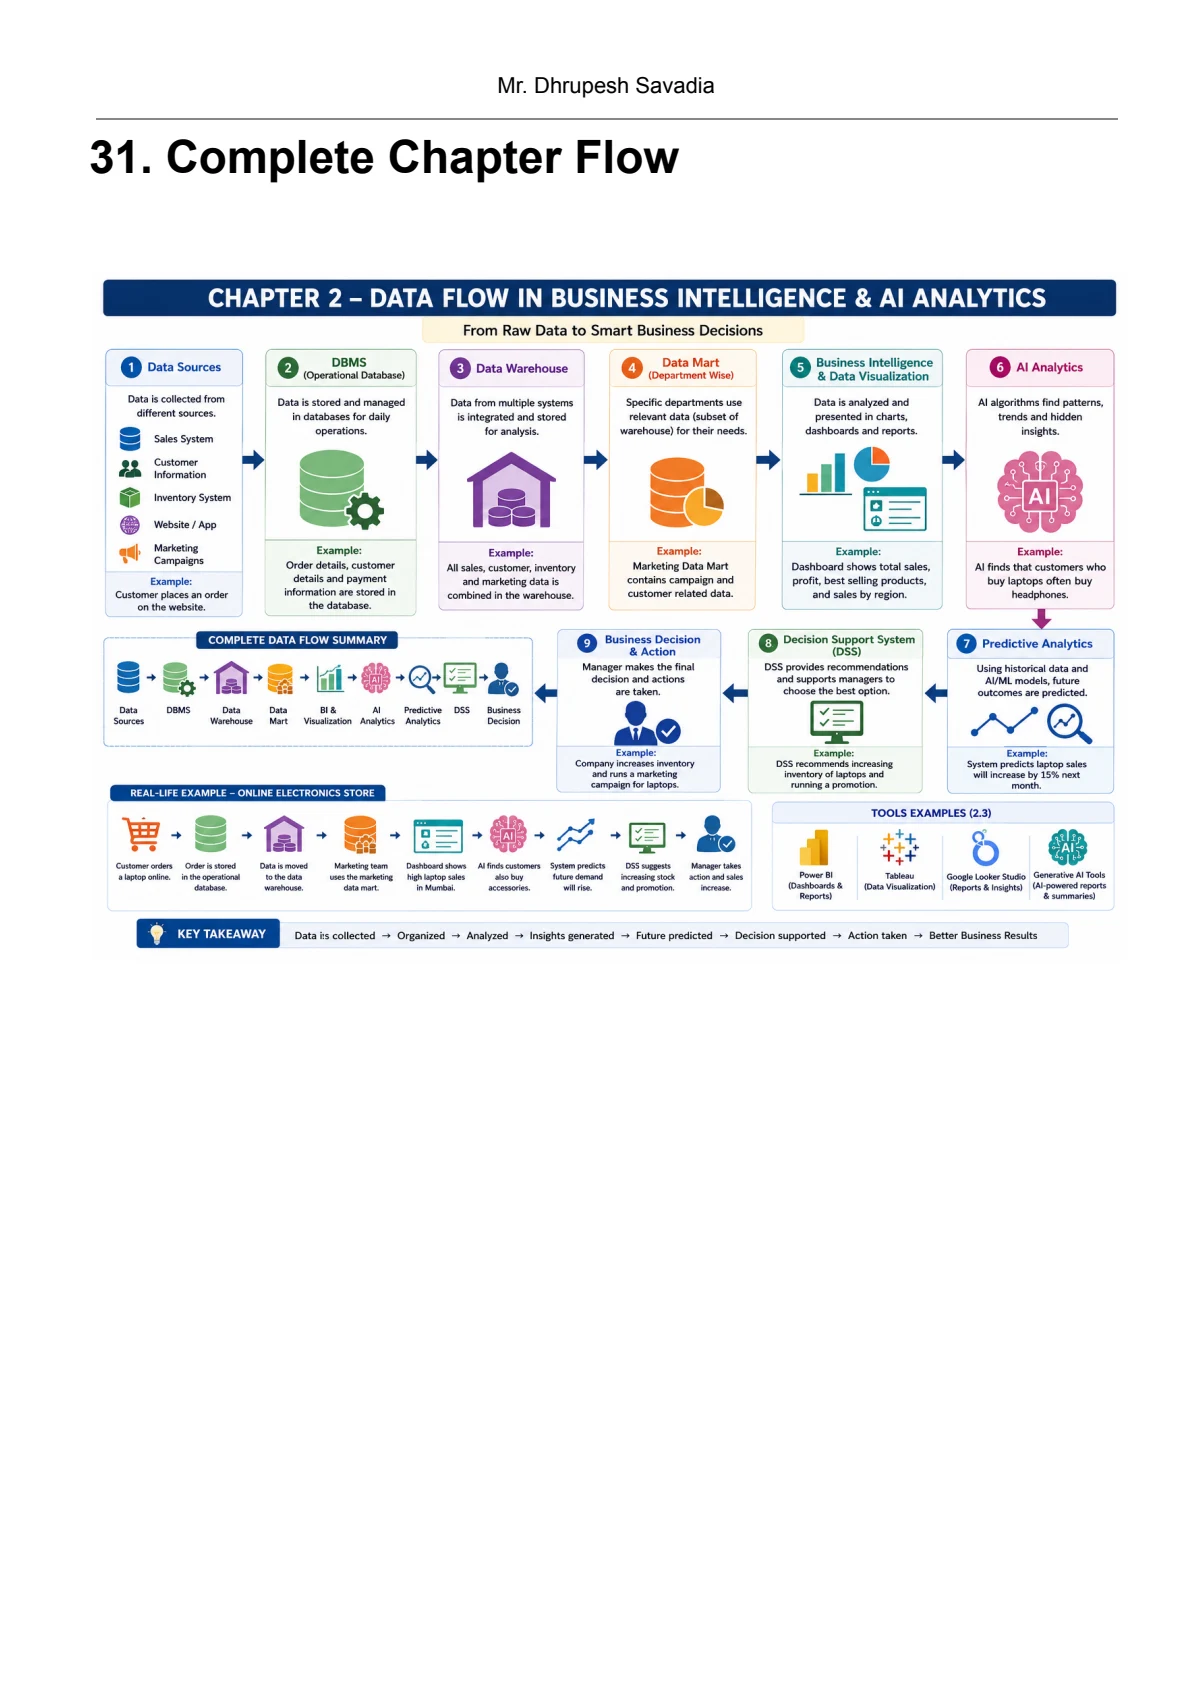 Mr. Dhrupesh Savadia
31. Complete Chapter Flow
CHAPTER 2 – DATA FLOW IN BUSINESS INTELLIGENCE & AI ANALYTICS
From Raw Data to Smart Business Decisions
1 Data Sources
Data is collected from
different sources.
Sales System
Customer
Information
Inventory System
Website / App
Marketing
Campaigns
Example:
Customer places an order
on the website.
2 DBMS
(Operational Database)
Data is stored and managed
in databases for daily
operations.
Example:
Order details, customer
details and payment
information are stored in
the database.
3 Data Warehouse
Data from multiple systems
is integrated and stored
for analysis.
Example:
All sales, customer, inventory
and marketing data is
combined in the warehouse.
4 Data Mart
(Department Wise)
Specific departments use
relevant data (subset of
warehouse) for their needs.
Example:
Marketing Data Mart
contains campaign and
customer related data.
5 Business Intelligence
& Data Visualization
Data is analyzed and
presented in charts,
dashboards and reports.
Example:
Dashboard shows total sales,
profit, best selling products,
and sales by region.
6 AI Analytics
AI algorithms find patterns,
trends and hidden
insights.
AI
Example:
AI finds that customers who
buy laptops often buy
headphones.
7 Predictive Analytics
Using historical data and
AI/ML models, future
outcomes are predicted.
Example:
System predicts laptop sales
will increase by 15% next
month.
8 Decision Support System
(DSS)
DSS provides recommendations
and supports managers to
choose the best option.
Example:
DSS recommends increasing
inventory of laptops and
running a promotion.
9 Business Decision
& Action
Manager makes the final
decision and actions
are taken.
Example:
Company increases inventory
and runs a marketing
campaign for laptops.
COMPLETE DATA FLOW SUMMARY
AI
Data
Sources
DBMS
Data
Warehouse
Data
Mart
BI &
Visualization
AI
Analytics
Predictive
Analytics
DSS
Business
Decision
REAL-LIFE EXAMPLE – ONLINE ELECTRONICS STORE
AI
Customer orders
a laptop online.
Order is stored
in the operational
database.
Data is moved
to the data
warehouse.
Marketing team
uses the marketing
data mart.
Dashboard shows
high laptop sales
in Mumbai.
AI finds customers
also buy
accessories.
System predicts
future demand
will rise.
DSS suggests
increasing stock
and promotion.
Manager takes
action and sales
increase.
TOOLS EXAMPLES (2.3)
Power BI
(Dashboards &
Reports)
Tableau
(Data Visualization)
Google Looker Studio
(Reports & Insights)
AI
Generative AI Tools
(AI-powered reports
& summaries)
KEY TAKEAWAY
Data is collected → Organized → Analyzed → Insights generated → Future predicted → Decision supported → Action taken → Better Business Results